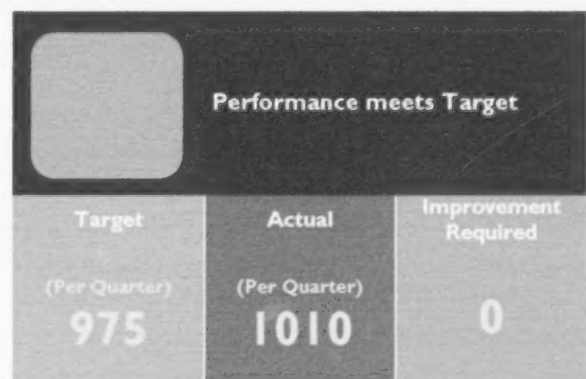 Performance meets Target
Target
(Per Quarter)
975
Actual
(Per Quarter)
1010
Improvement
Required
0